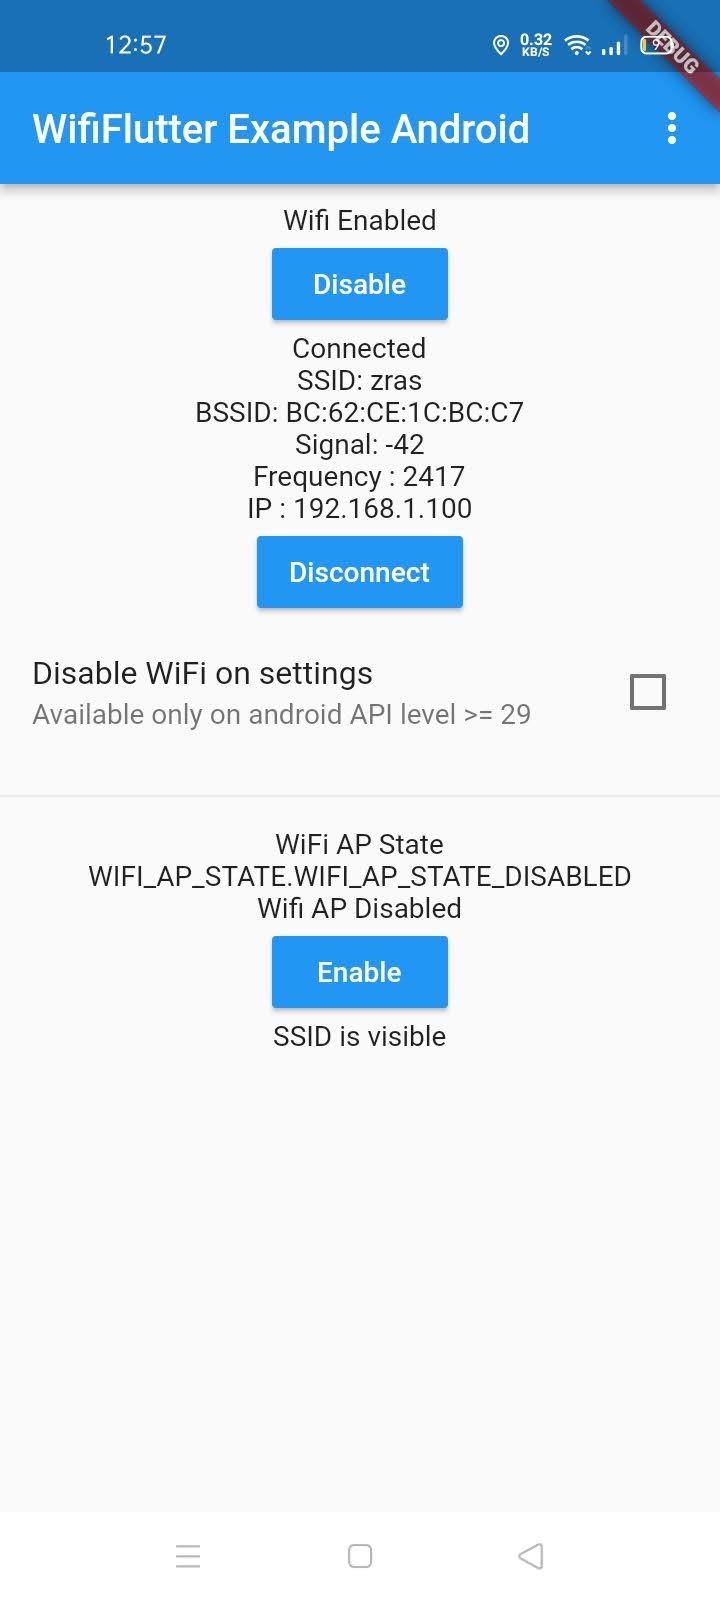 12:57
0.32
KB/S
9
DEBUG
WifiFlutter Example Android
Wifi Enabled
Disable
Connected
SSID: zras
BSSID: BC:62:CE:1C:BC:C7
Signal: -42
Frequency : 2417
IP : 192.168.1.100
Disconnect
Disable WiFi on settings
Available only on android API level >= 29
WiFi AP State
WIFI_AP_STATE.WIFI_AP_STATE_DISABLED
Wifi AP Disabled
Enable
SSID is visible